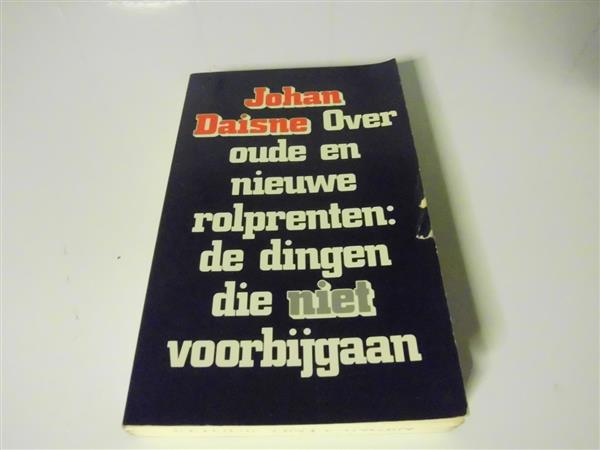 Johan
Daisne Over
oude en
nieuwe
rolprenten:
de dingen
die niet
voorbijgaan